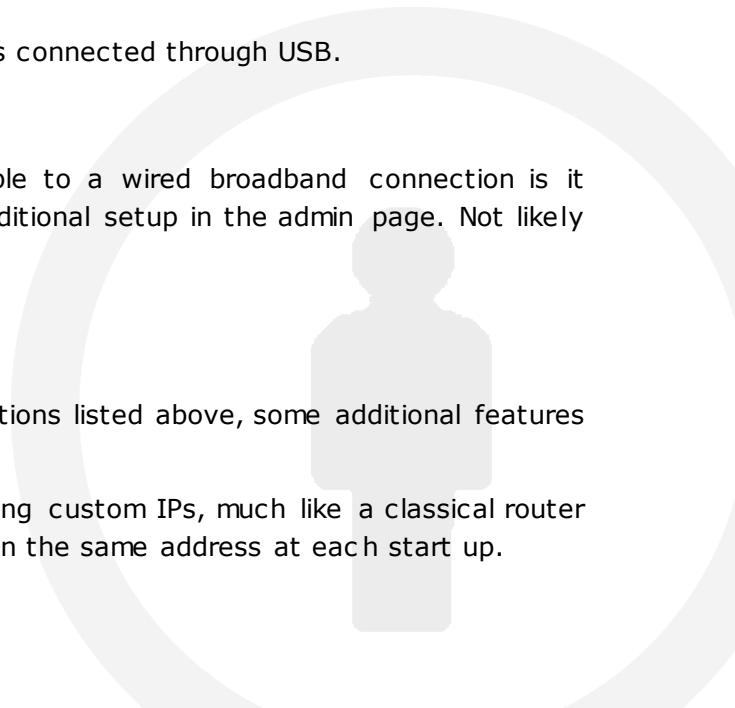 s connected through USB.
ble to a wired broadband connection is it
ditional setup in the admin page. Not likely
tions listed above, some additional features
ng custom IPs, much like a classical router
n the same address at each start up.